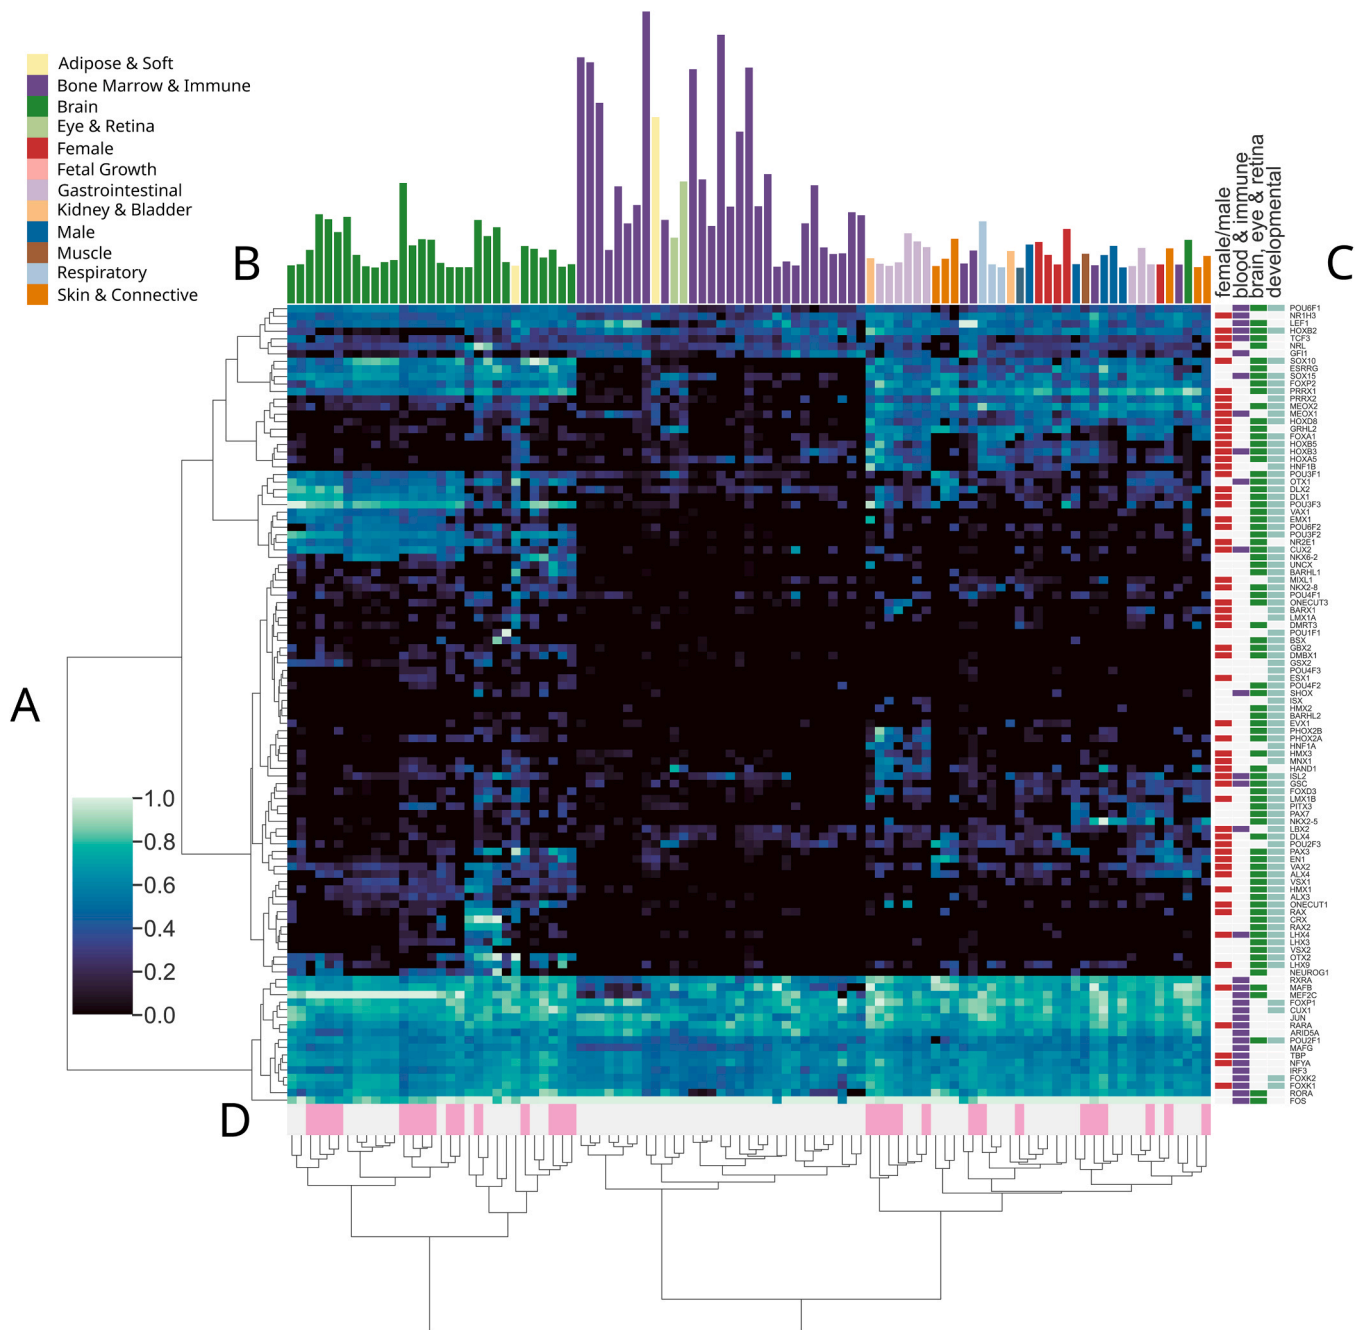 Adipose & Soft
Bone Marrow & Immune
Brain
Eye & Retina
Female
Fetal Growth
Gastrointestinal
Kidney & Bladder
Male
Muscle
Respiratory
Skin & Connective
B
C
female/male
blood & immune
brain, eye & retina
developmental
POU6F1
NR1H3
LEF1
HOXB2
TCF3
NRL
GFI1
SOX10
ESRRG
SOX15
FOXP2
PRRX1
PRRX2
MEOX2
MEOX1
HOXD8
GRHL2
FOXA1
HOXB5
HOXB3
HOXA5
HNF1B
POU3F1
OTX1
DLX2
DLX1
POU3F3
VAX1
EMX1
POU6F2
POU3F2
NR2E1
CUX2
NKX6-2
UNCX
BARHL1
MIXL1
NKX2-8
POU4F1
ONECUT3
BARX1
LMX1A
DMRT3
POU1F1
BSX
GBX2
DMBX1
GSX2
POU4F3
ESX1
POU4F2
SHOX
ISX
HMX2
BARHL2
EVX1
PHOX2B
PHOX2A
HNF1A
HMX3
MNX1
HAND1
ISL2
GSC
FOXD3
LMX1B
PITX3
PAX7
NKX2-5
LBX2
DLX4
POU2F3
PAX3
EN1
VAX2
ALX4
VSX1
HMX1
ALX3
ONECUT1
RAX
CRX
RAX2
LHX4
LHX3
VSX2
OTX2
LHX9
NEUROG1
RXRA
MAFB
MEF2C
FOXP1
CUX1
JUN
RARA
ARID5A
POU2F1
MAFG
TBP
NFYA
IRF3
FOXK2
FOXK1
RORA
FOS
A
1.0
0.8
0.6
0.4
0.2
0.0
D